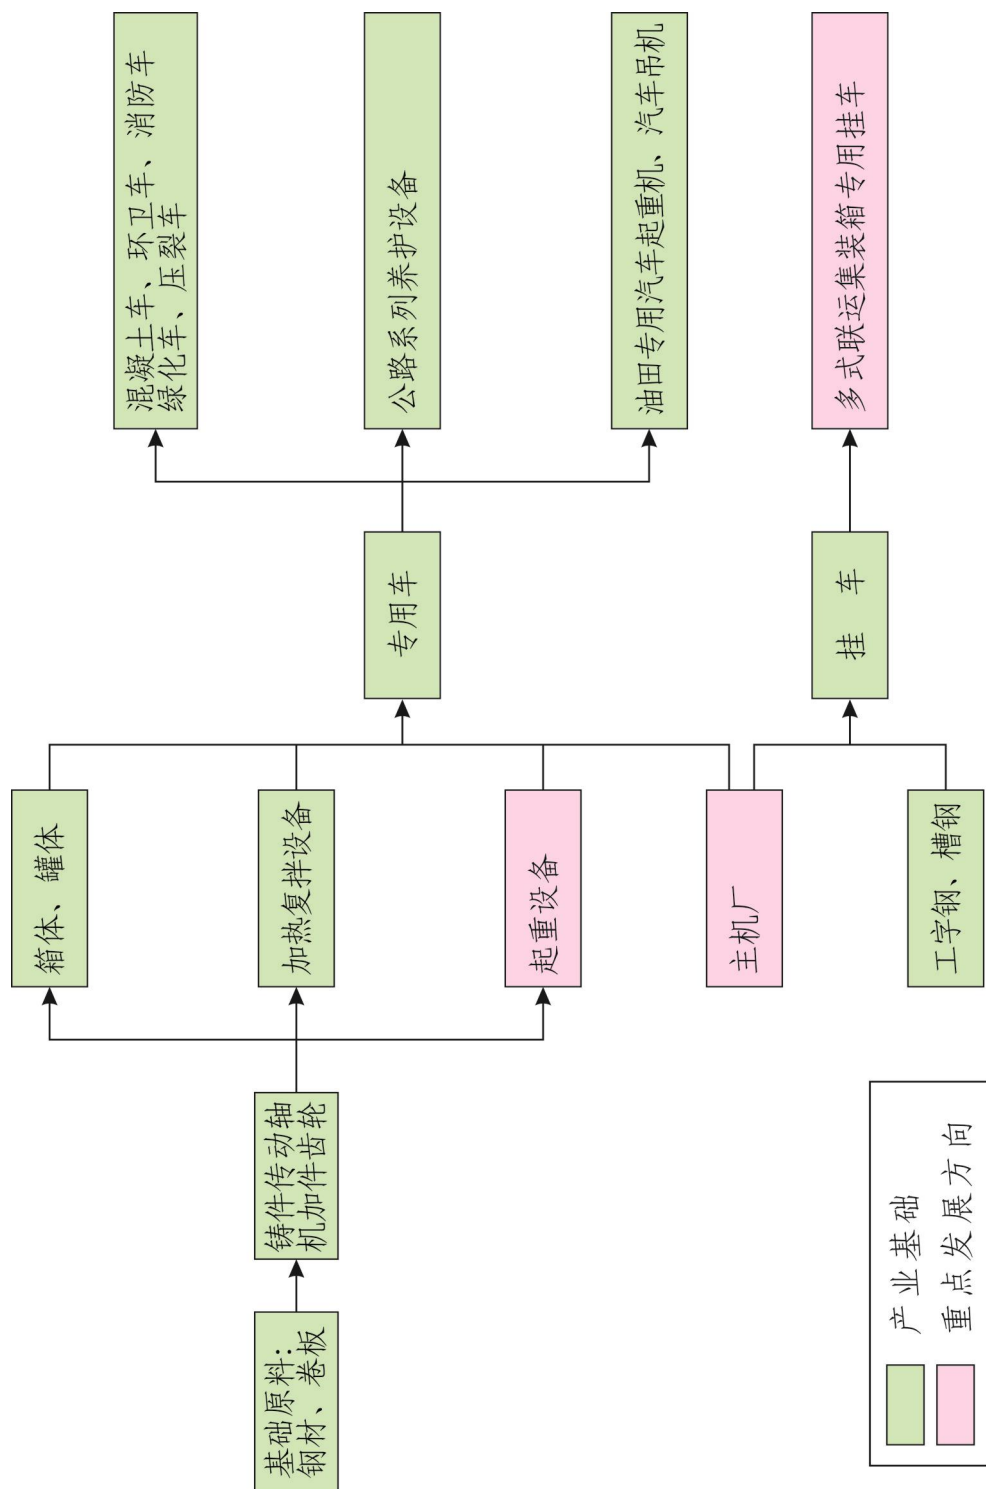 基础原料：
钢材、卷板
铸件传动轴
机加件齿轮
箱体、罐体
加热复拌设备
起重设备
主机厂
工字钢、槽钢
专用车
挂 车
混凝土车、环卫车、消防车
绿化车、压裂车
公路系列养护设备
油田专用汽车起重机、汽车吊机
多式联运集装箱专用挂车
产业基础
重点发展方向